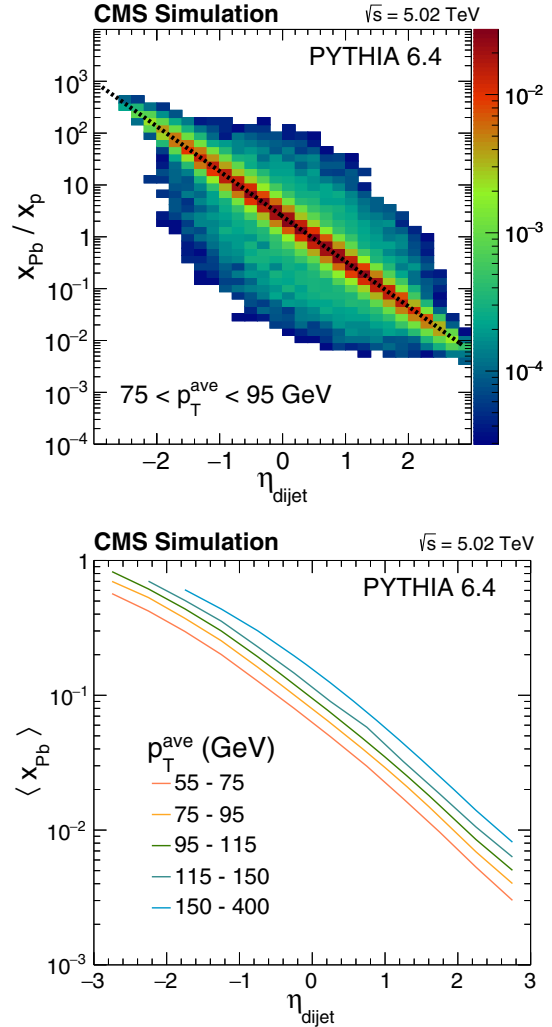 CMS Simulation √s = 5.02 TeV
PYTHIA 6.4
10³
10²
10
1
10⁻¹
10⁻²
10⁻³
10⁻⁴
x_Pb / x_p
75 < p_T^ave < 95 GeV
−2 −1 0 1 2
η_dijet
10⁻²
10⁻³
10⁻⁴
CMS Simulation √s = 5.02 TeV
PYTHIA 6.4
1
10⁻¹
10⁻²
10⁻³
⟨ x_Pb ⟩
p_T^ave (GeV)
55 - 75
75 - 95
95 - 115
115 - 150
150 - 400
−3 −2 −1 0 1 2 3
η_dijet